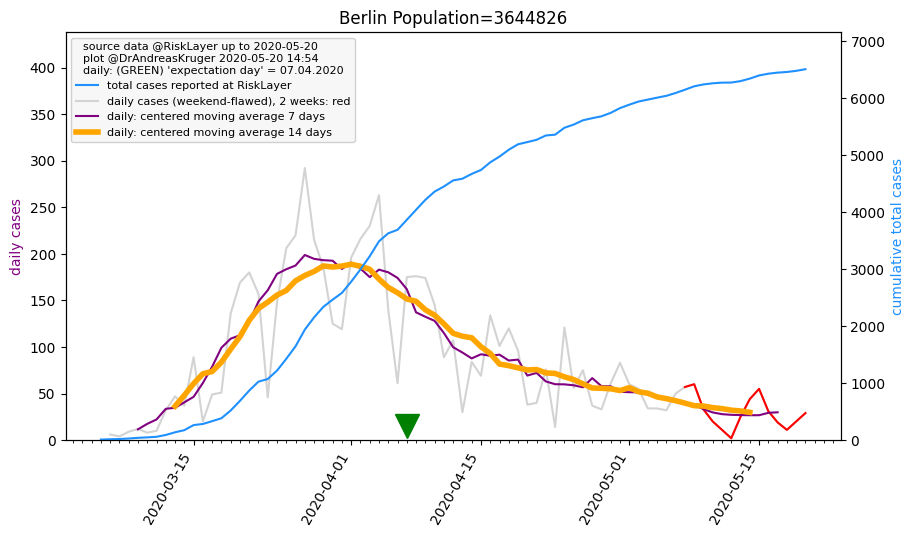 Berlin Population=3644826
source data @RiskLayer up to 2020-05-20
plot @DrAndreasKruger 2020-05-20 14:54
daily: (GREEN) 'expectation day' = 07.04.2020
total cases reported at RiskLayer
daily cases (weekend-flawed), 2 weeks: red
daily: centered moving average 7 days
daily: centered moving average 14 days
daily cases
400
350
300
250
200
150
100
50
0
7000
6000
5000
4000
3000
2000
1000
0
cumulative total cases
2020-03-15
2020-04-01
2020-04-15
2020-05-01
2020-05-15